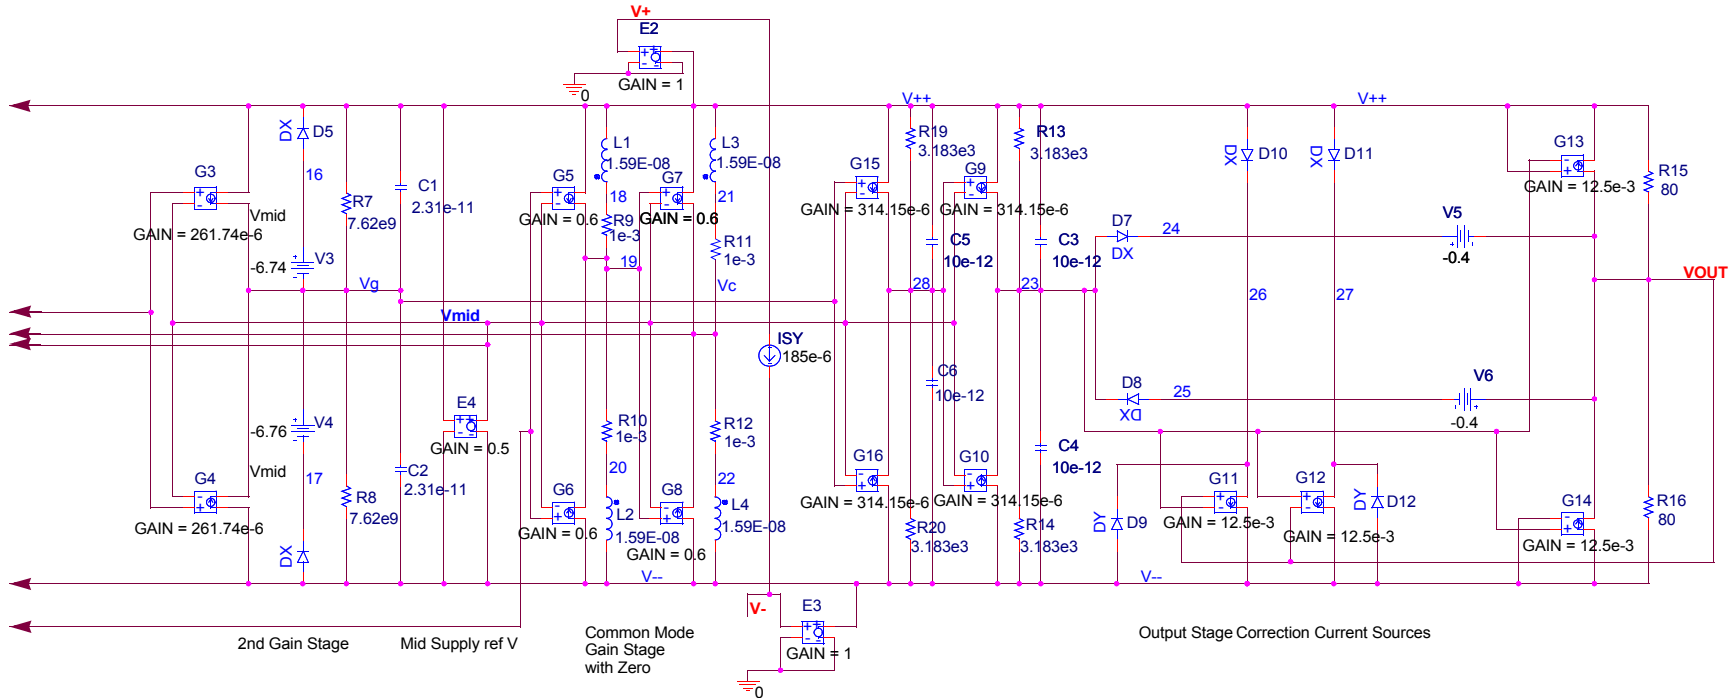 V+
E2
GAIN = 1
0
V++
V++
DX
D5
16
G3
Vmid
GAIN = 261.74e-6
R7
7.62e9
C1
2.31e-11
-6.74
V3
Vg
G5
GAIN = 0.6
L1
1.59E-08
18
R9
1e-3
19
G7
GAIN = 0.6
L3
1.59E-08
21
R11
1e-3
Vc
Vmid
ISY
185e-6
G15
GAIN = 314.15e-6
R19
3.183e3
C5
10e-12
28
G9
GAIN = 314.15e-6
R13
3.183e3
C3
10e-12
23
D7
DX
24
DX
D10
DX
D11
26
27
V5
-0.4
G13
GAIN = 12.5e-3
R15
80
VOUT
-6.76
V4
Vmid
17
G4
GAIN = 261.74e-6
DX
R8
7.62e9
C2
2.31e-11
E4
GAIN = 0.5
R10
1e-3
20
G6
GAIN = 0.6
L2
1.59E-08
G8
GAIN = 0.6
R12
1e-3
22
L4
1.59E-08
V--
C6
10e-12
G16
GAIN = 314.15e-6
R20
3.183e3
G10
GAIN = 314.15e-6
C4
10e-12
R14
3.183e3
D8
DX
25
V6
-0.4
DY
D9
G11
GAIN = 12.5e-3
G12
GAIN = 12.5e-3
DY
D12
G14
GAIN = 12.5e-3
R16
80
V--
V-
E3
GAIN = 1
0
2nd Gain Stage
Mid Supply ref V
Common Mode
Gain Stage
with Zero
Output Stage Correction Current Sources